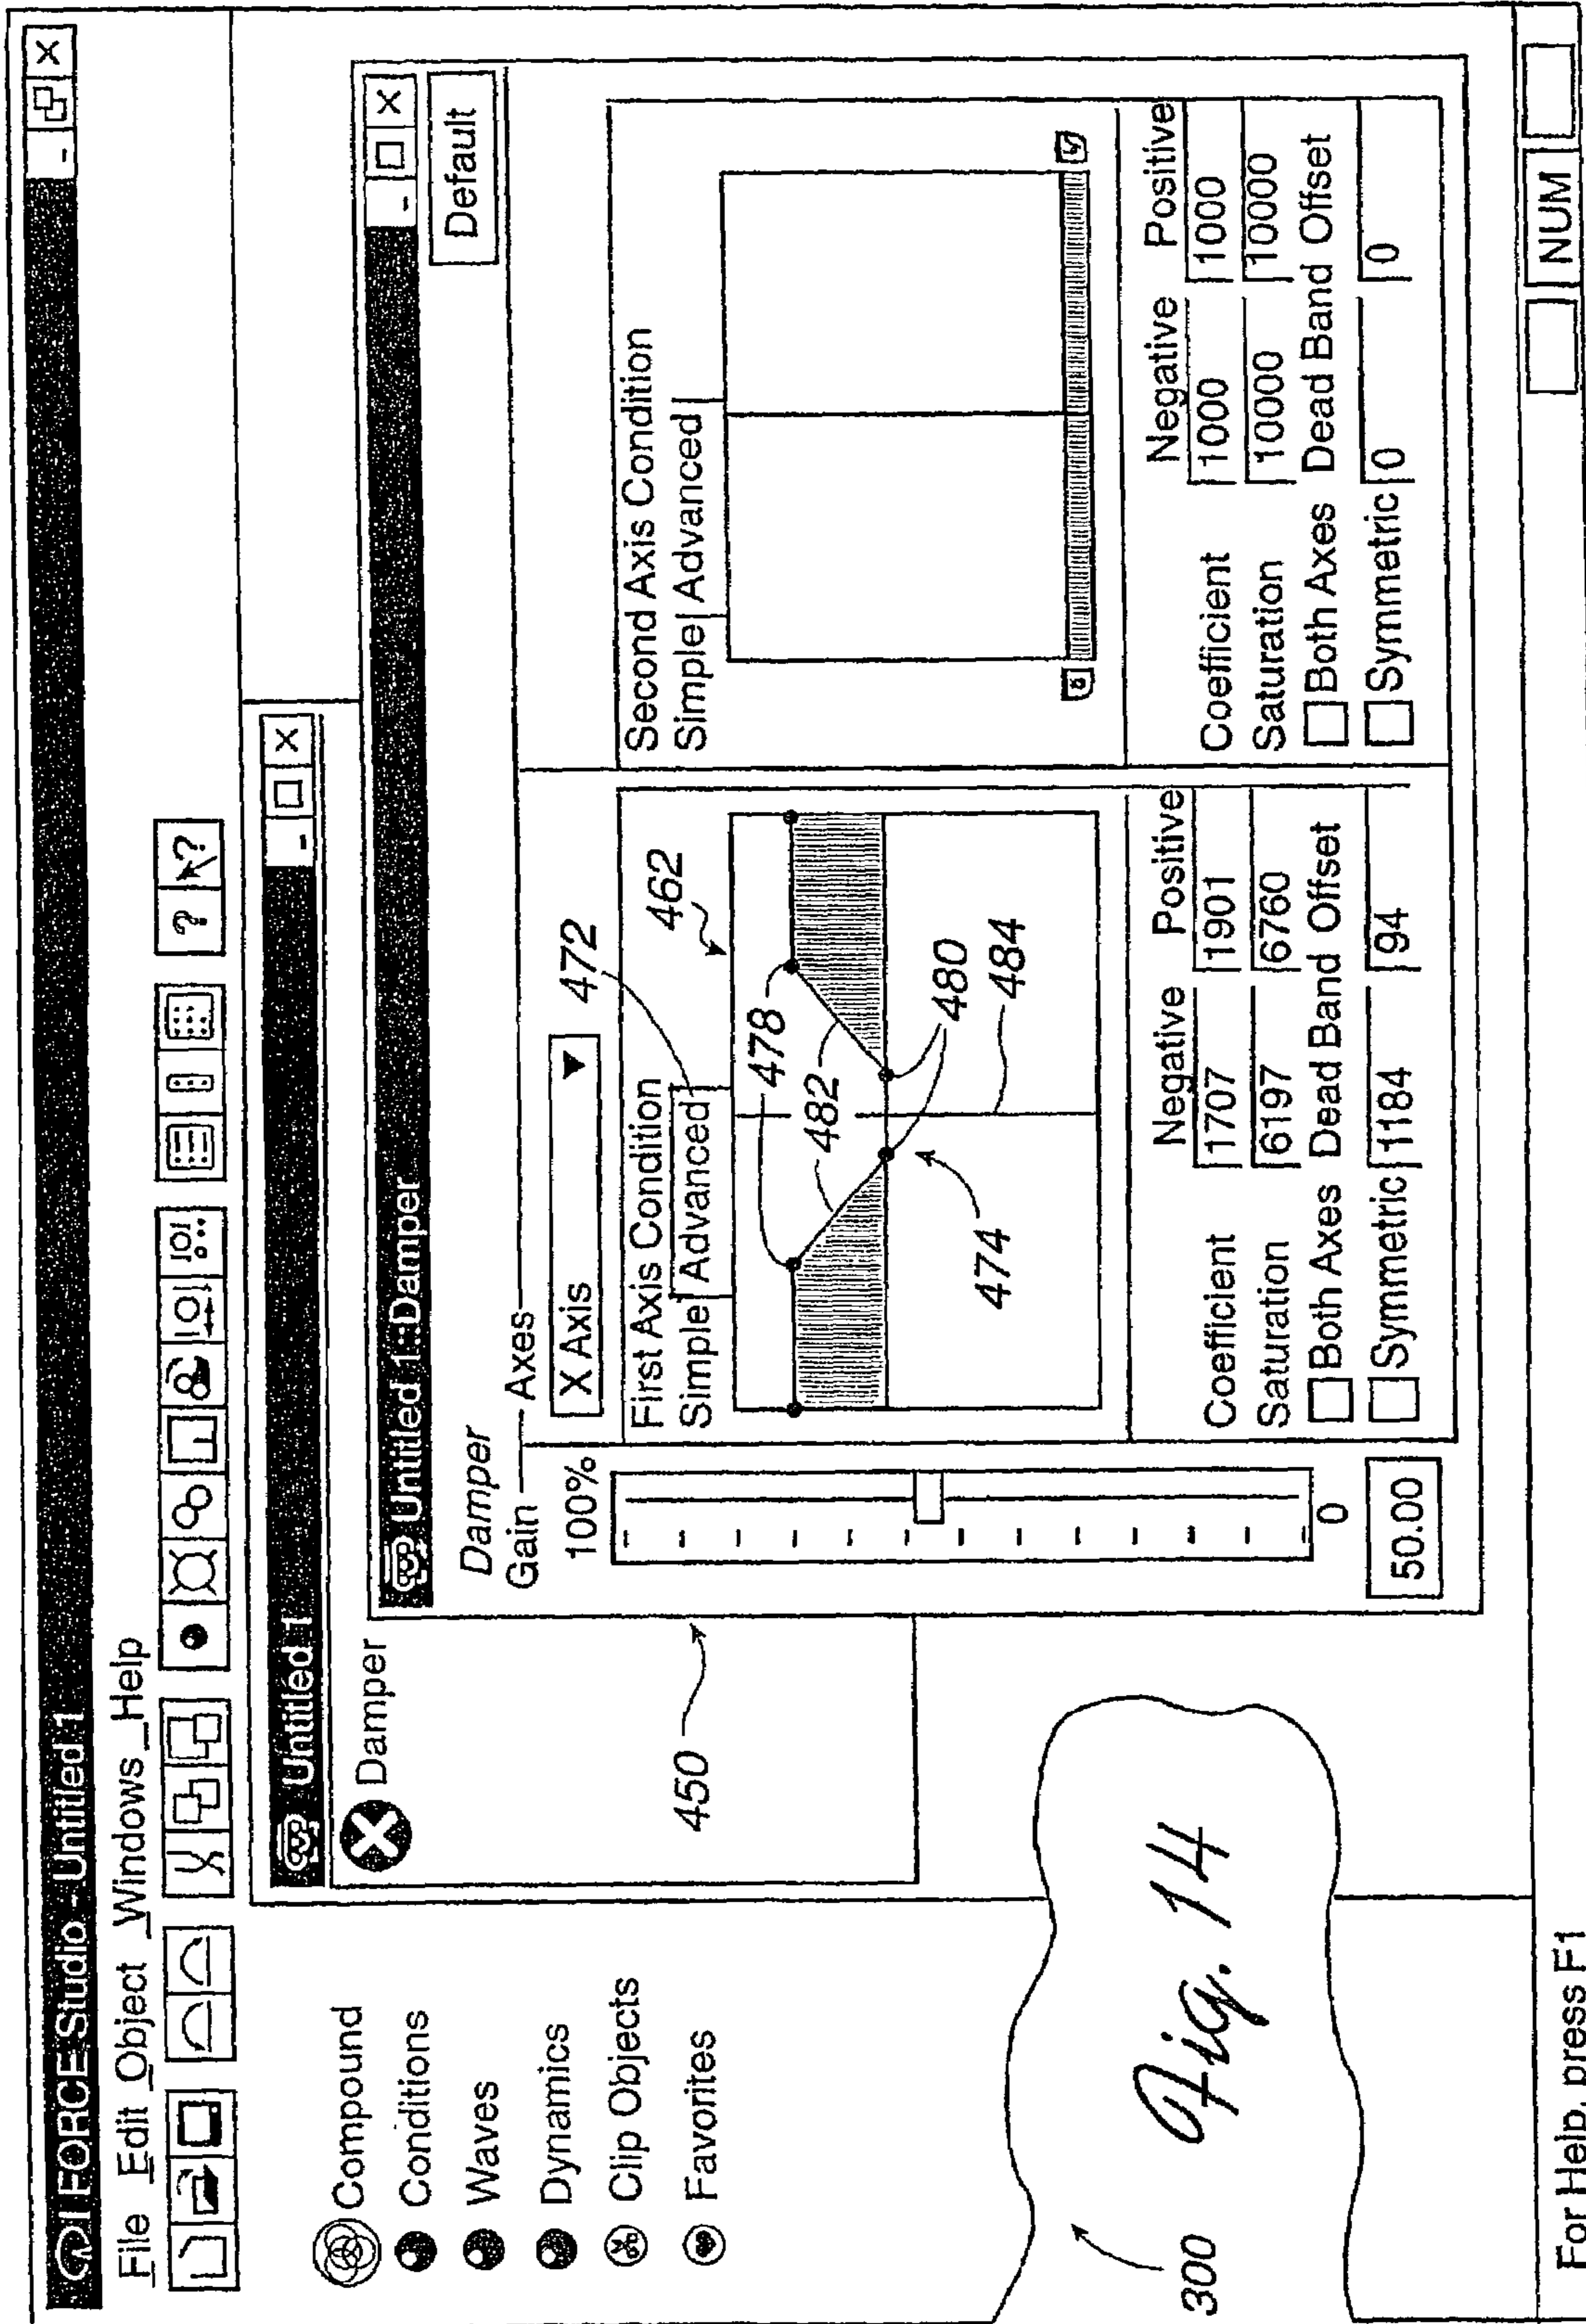 I FORCE Studio - Untitled 1
File Edit Object Windows Help
Compound
Conditions
Waves
Dynamics
Clip Objects
Favorites
Untitled 1
Damper
450
Untitled 1::Damper
Default
Damper
Gain
Axes
100%
0
50.00
X Axis
472
First Axis Condition
Simple Advanced
462
478
482
480
484
474
Negative Positive
Coefficient 1707 1901
Saturation 6197 6760
Both Axes Dead Band Offset
Symmetric 1184 94
Second Axis Condition
Simple Advanced
Negative Positive
Coefficient 1000 1000
Saturation 10000 10000
Both Axes Dead Band Offset
Symmetric 0 0
300
Fig. 14
For Help, press F1
NUM